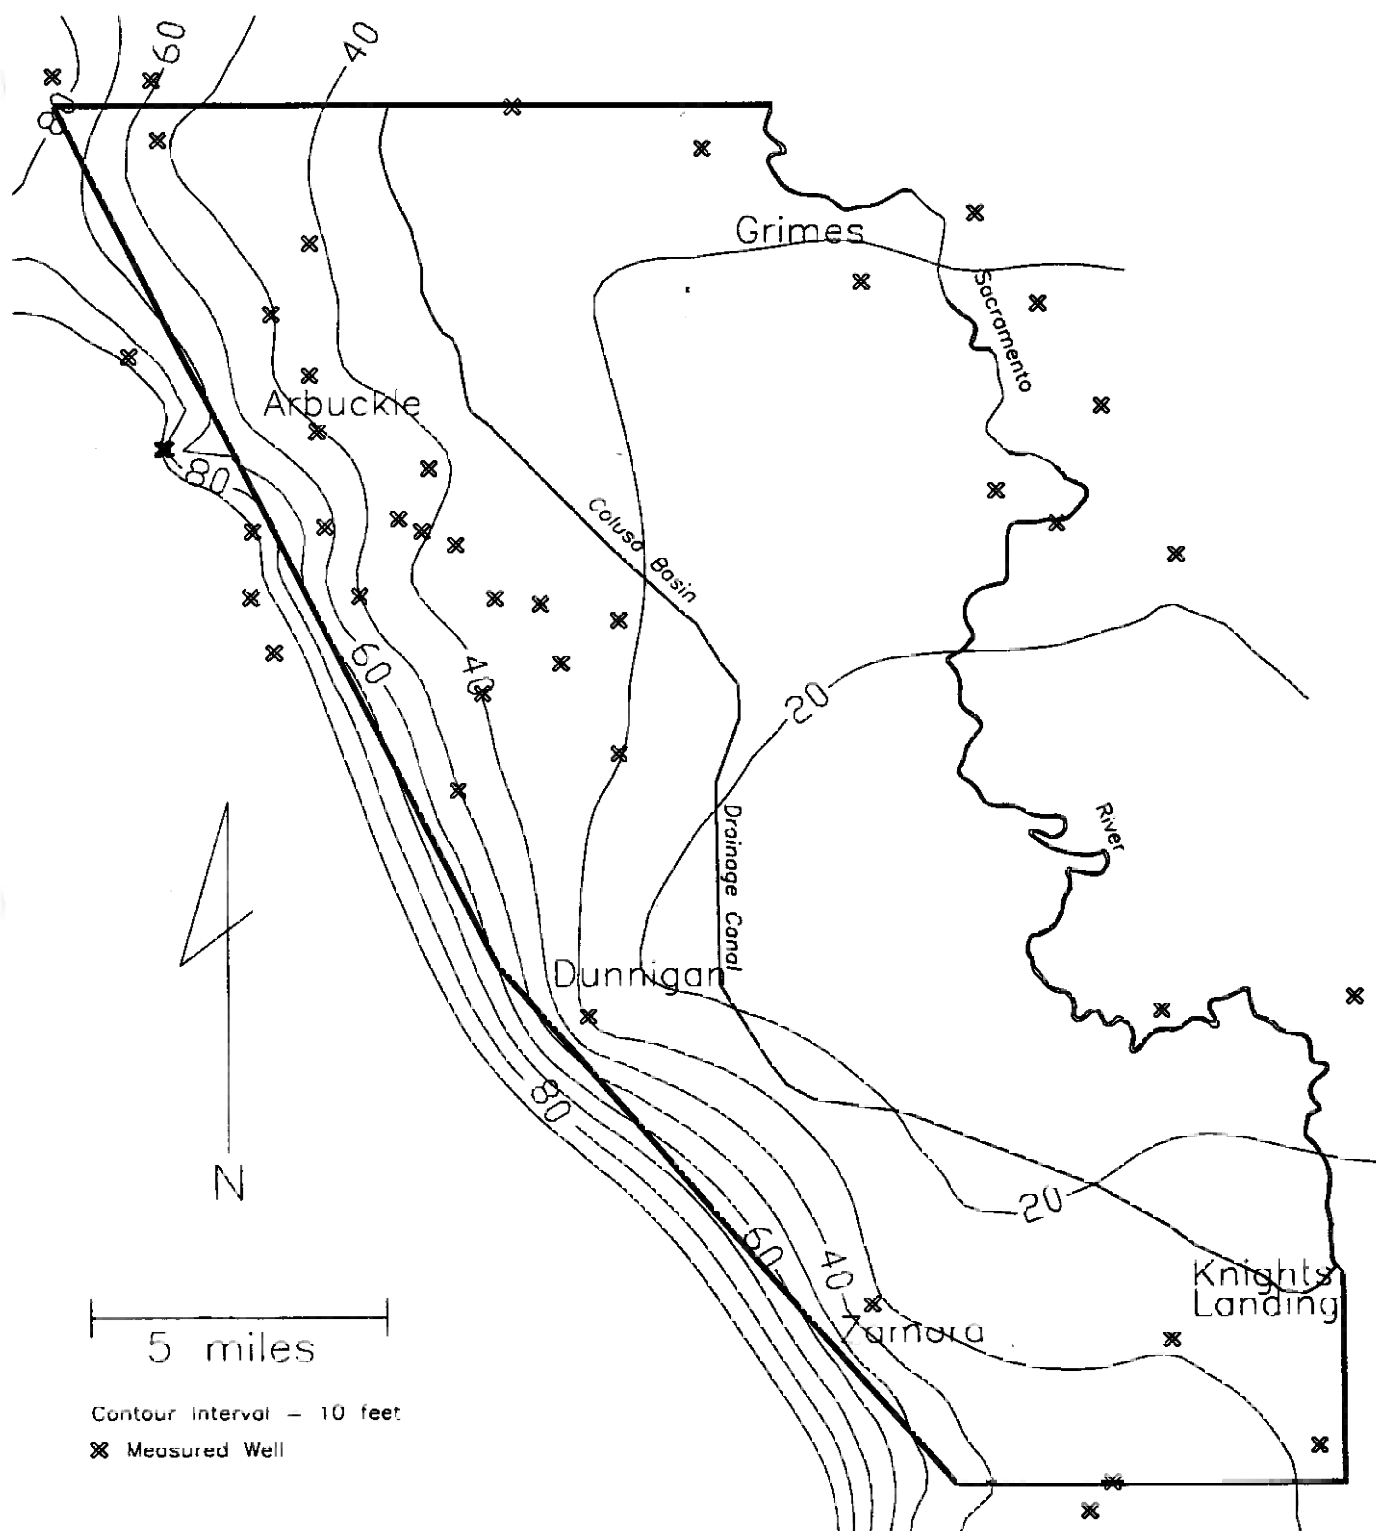 60
40
80
Grimes
Sacramento
Arbuckle
80
Colusa Basin
60
40
20
River
Drainage Canal
Dunnigan
80
N
20
60
40
Knights
Landing
Zamora
5 miles
Contour Interval – 10 feet
Measured Well